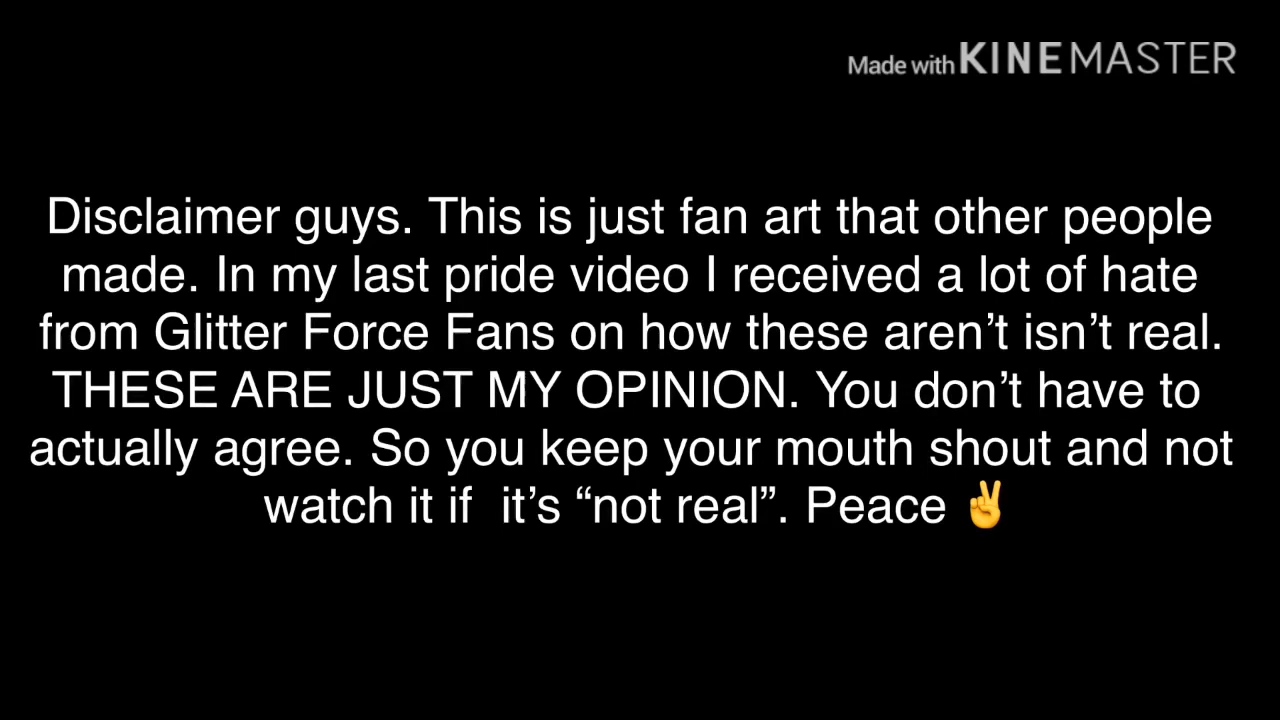 Made with KINEMASTER
Disclaimer guys. This is just fan art that other people
made. In my last pride video I received a lot of hate
from Glitter Force Fans on how these aren’t isn’t real.
THESE ARE JUST MY OPINION. You don’t have to
actually agree. So you keep your mouth shout and not
watch it if  it’s “not real”. Peace ✌️